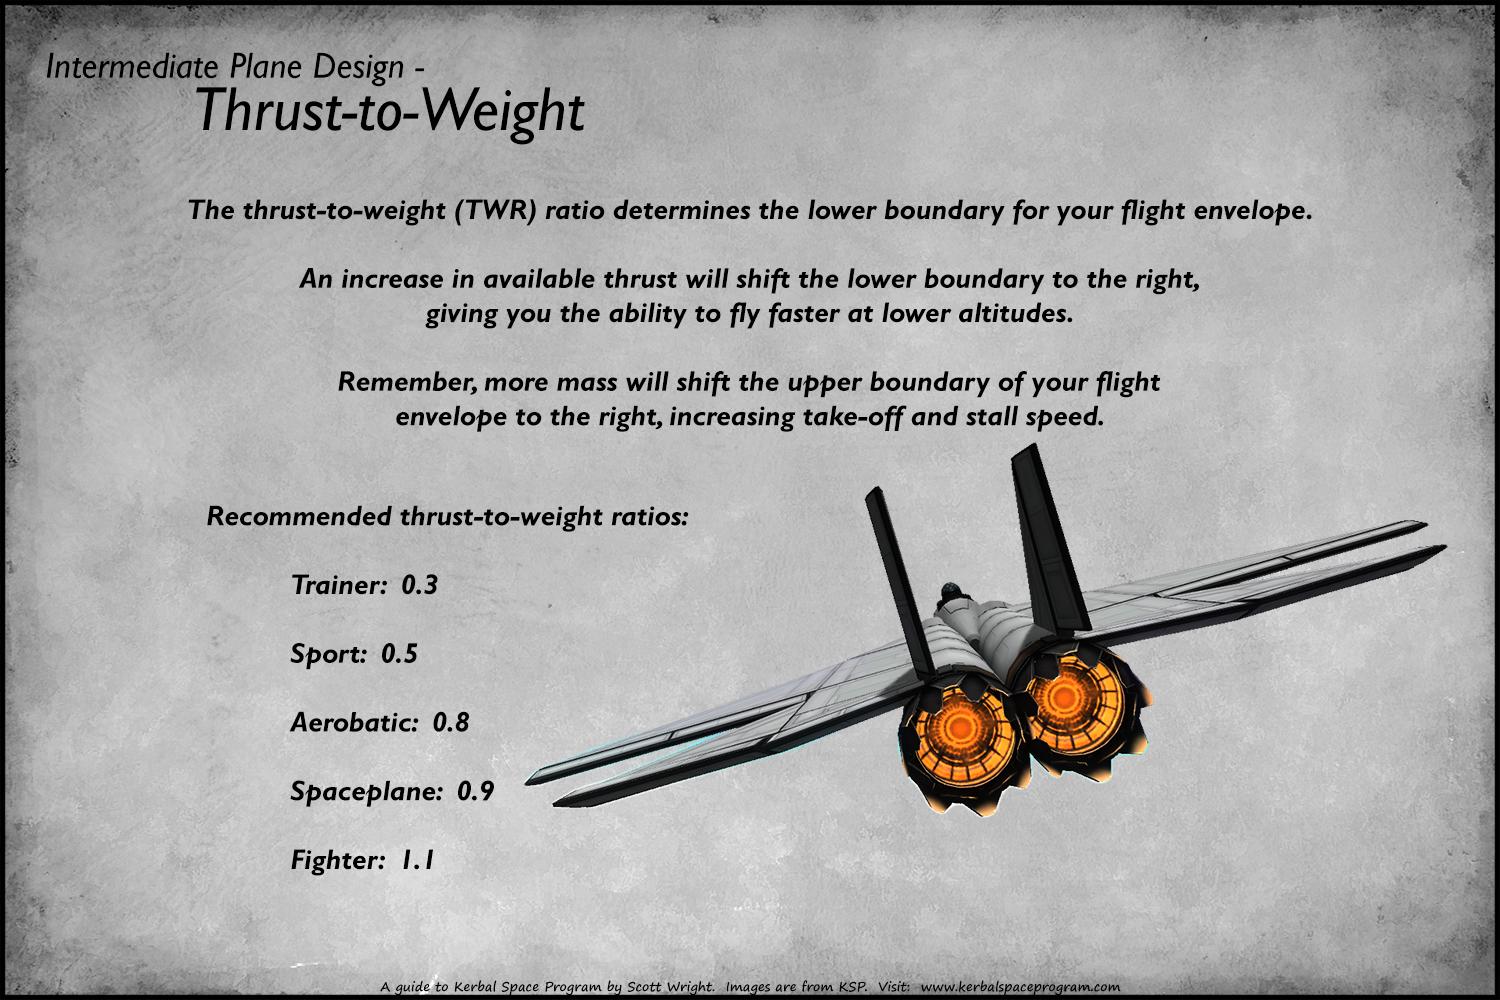 Intermediate Plane Design -
Thrust-to-Weight
The thrust-to-weight (TWR) ratio determines the lower boundary for your flight envelope.
An increase in available thrust will shift the lower boundary to the right,
giving you the ability to fly faster at lower altitudes.
Remember, more mass will shift the upper boundary of your flight
envelope to the right, increasing take-off and stall speed.
Recommended thrust-to-weight ratios:
Trainer: 0.3
Sport: 0.5
Aerobatic: 0.8
Spaceplane: 0.9
Fighter: 1.1
A guide to Kerbal Space Program by Scott Wright. Images are from KSP. Visit: www.kerbalspaceprogram.com